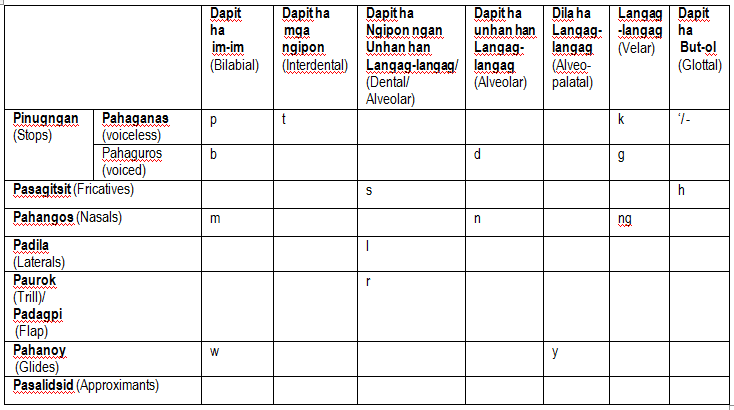 Dapit ha im-im (Bilabial)
Dapit ha mga ngipon (Interdental)
Dapit ha Ngipon ngan Unhan han Langag-langag/ (Dental/ Alveolar)
Dapit ha unhan han Langag-langag (Alveolar)
Dila ha Langag-langag (Alveo-palatal)
Langag-langag (Velar)
Dapit ha But-ol (Glottal)
Pinugngan (Stops) Pahaganas (voiceless) p t k ‘/-
Pahaguros (voiced) b d g
Pasagitsit (Fricatives) s h
Pahangos (Nasals) m n ng
Padila (Laterals) l
Paurok (Trill)/ Padagpi (Flap) r
Pahanoy (Glides) w y
Pasalidsid (Approximants)